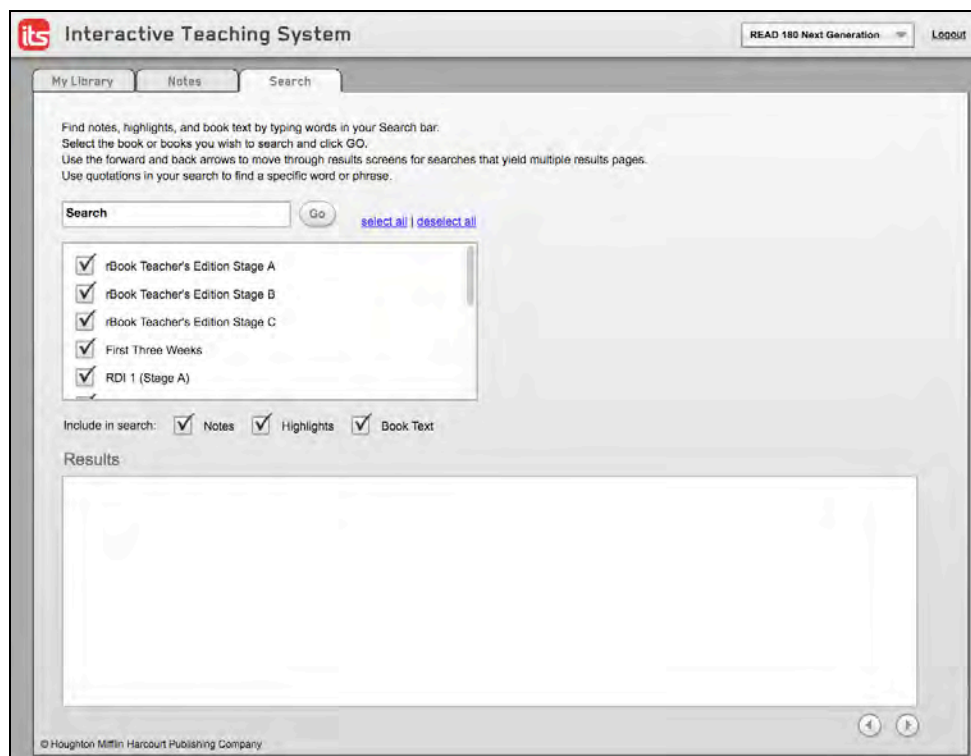 its Interactive Teaching System
READ 180 Next Generation
Logout
My Library
Notes
Search
Find notes, highlights, and book text by typing words in your Search bar.
Select the book or books you wish to search and click GO.
Use the forward and back arrows to move through results screens for searches that yield multiple results pages.
Use quotations in your search to find a specific word or phrase.
Search
Go
select all | deselect all
rBook Teacher's Edition Stage A
rBook Teacher's Edition Stage B
rBook Teacher's Edition Stage C
First Three Weeks
RDI 1 (Stage A)
Include in search: Notes Highlights Book Text
Results
© Houghton Mifflin Harcourt Publishing Company